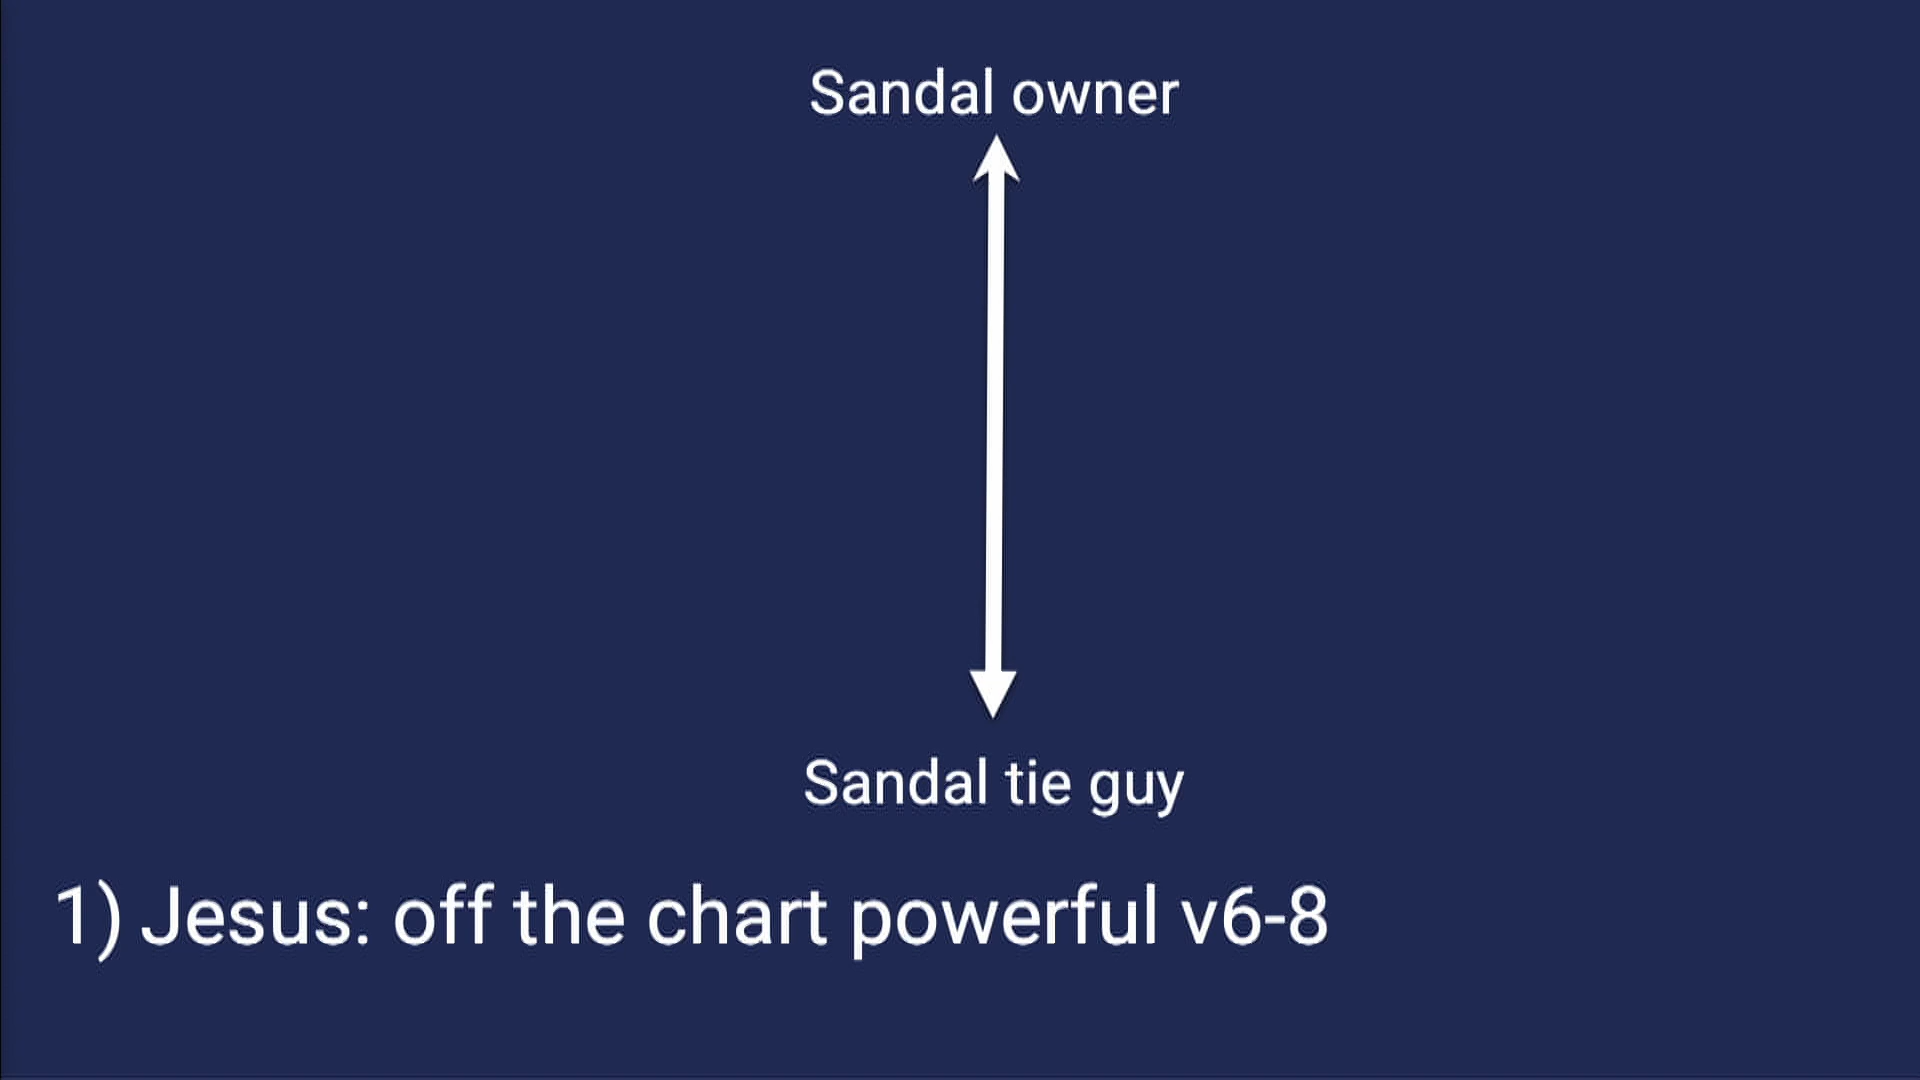 Sandal owner
Sandal tie guy
1) Jesus: off the chart powerful v6-8